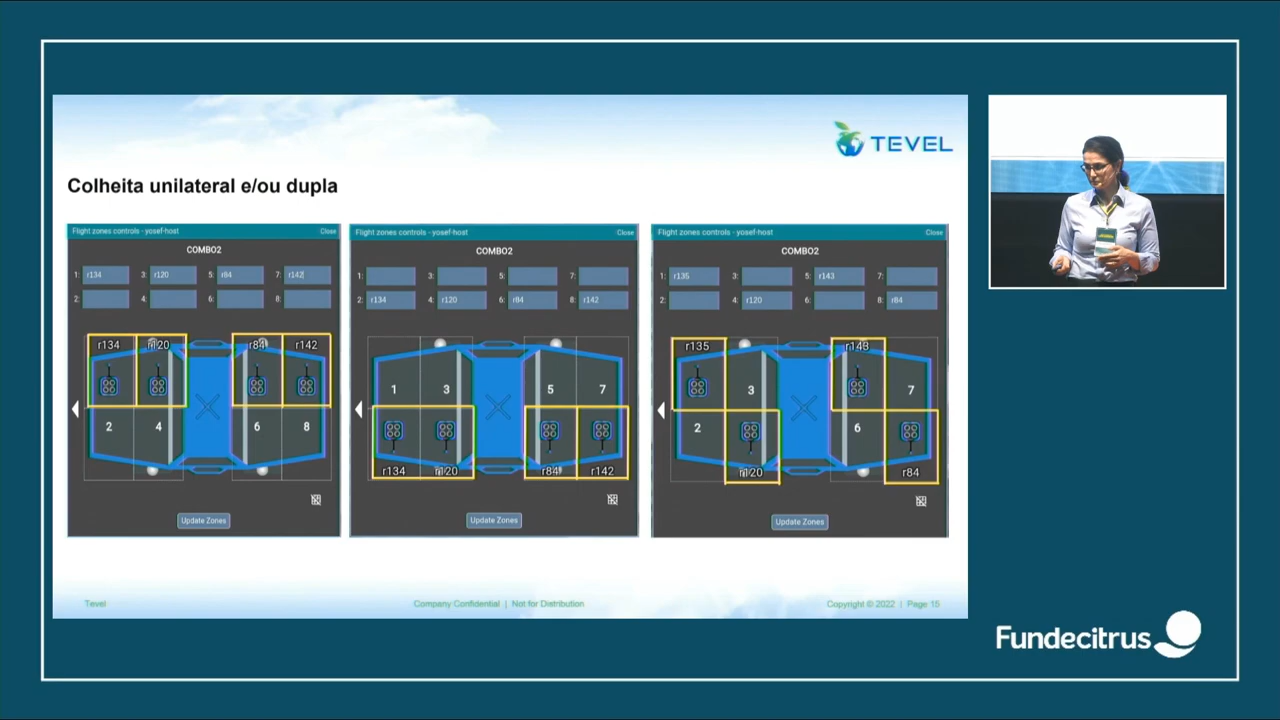 TEVEL
Colheita unilateral e/ou dupla
Flight zones controls - yosef-host Close
COMBO2
1: r134 3: r120 5: r84 7: r142
2: 4: 6: 8:
r134 r120 r84 r142
2 4 6 8
Update Zones
Flight zones controls - yosef-host Close
COMBO2
1: 3: 5: 7:
2: r134 4: r120 6: r84 8: r142
1 3 5 7
r134 r120 r84 r142
Update Zones
Flight zones controls - yosef-host Close
COMBO2
1: r135 3: 5: r143 7:
2: 4: r120 6: 8: r84
r135 r143
3 7
2 6
r120 r84
Update Zones
Tevel Company Confidential | Not for Distribution Copyright © 2022 | Page 15
Fundecitrus